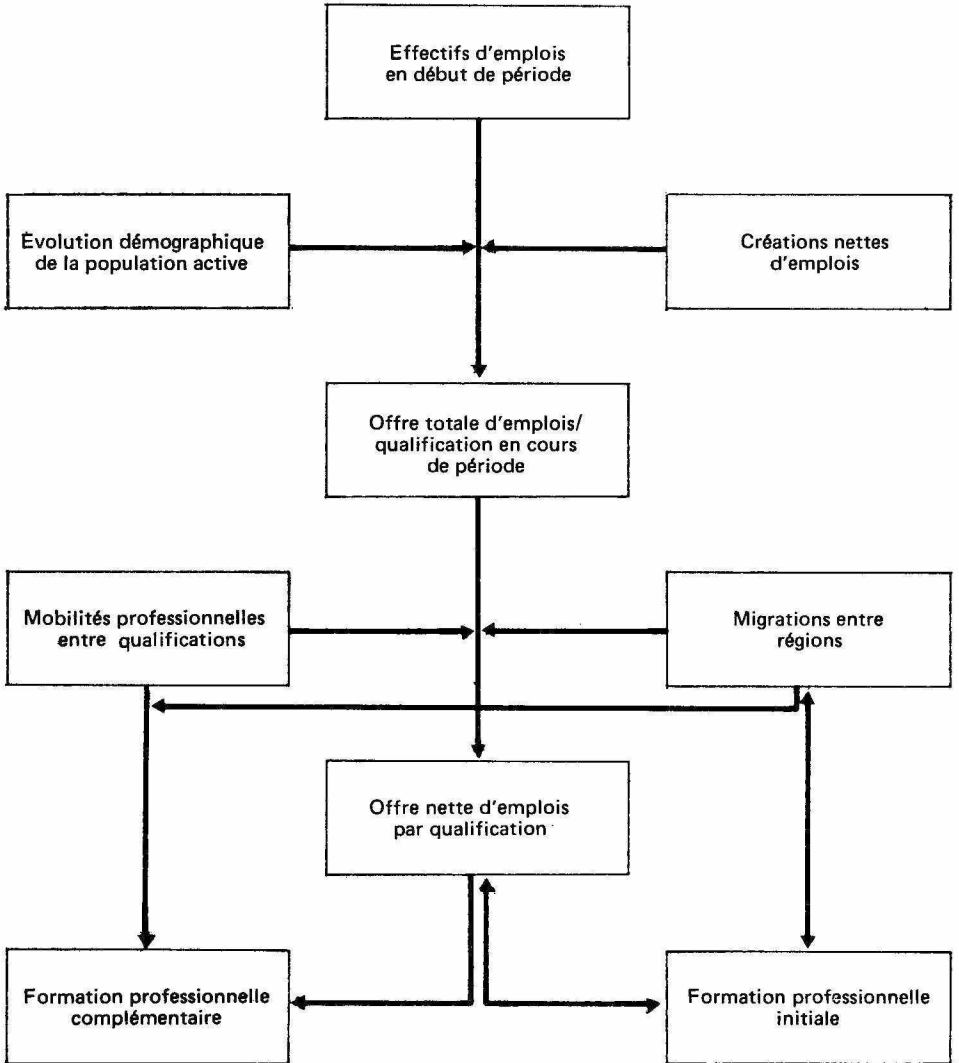 Effectifs d'emplois
en début de période
Évolution démographique
de la population active
Créations nettes
d'emplois
Offre totale d'emplois/
qualification en cours
de période
Mobilités professionnelles
entre qualifications
Migrations entre
régions
Offre nette d'emplois
par qualification
Formation professionnelle
complémentaire
Formation professionnelle
initiale